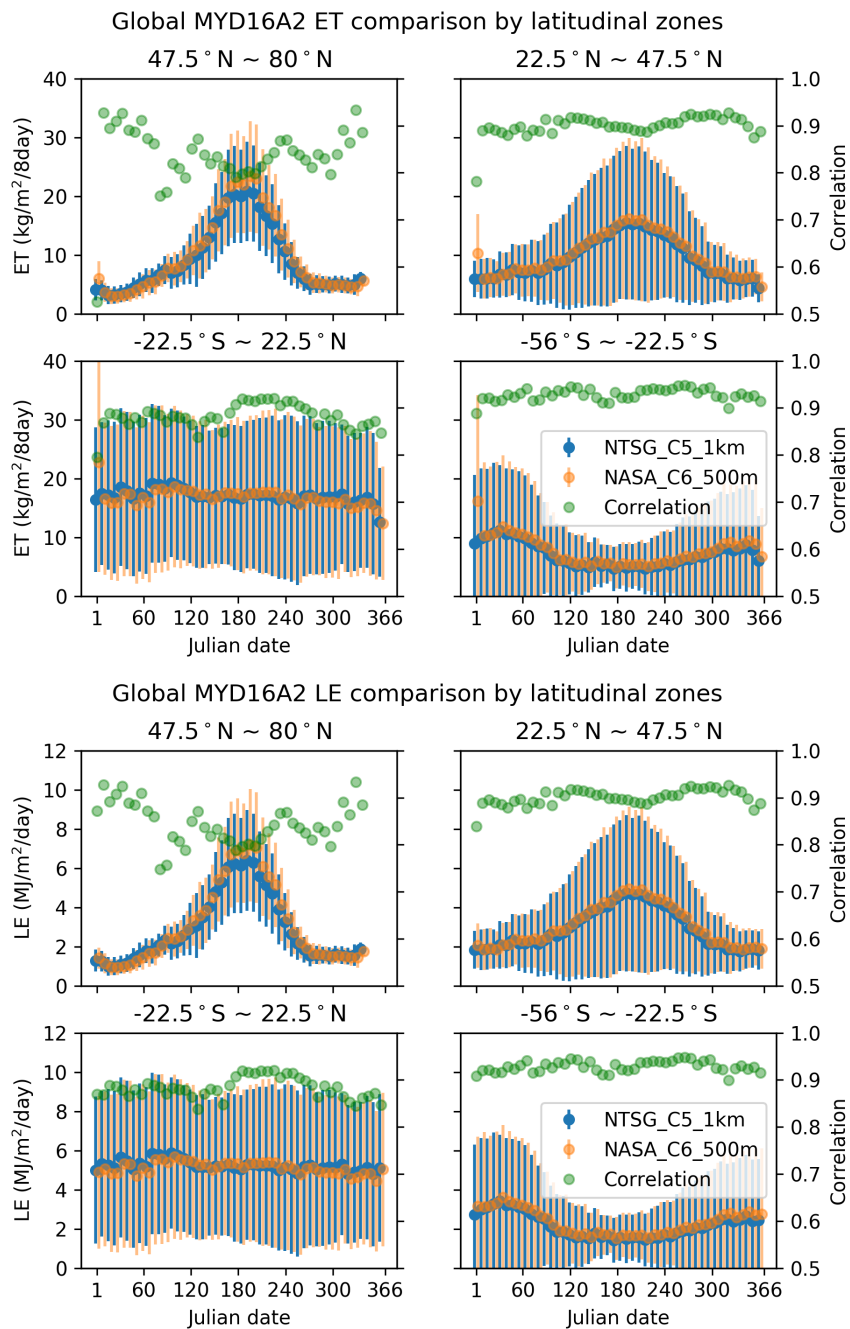 Global MYD16A2 ET comparison by latitudinal zones
47.5°N ~ 80°N
22.5°N ~ 47.5°N
40
30
20
10
0
ET (kg/m²/8day)
1.0
0.9
0.8
0.7
0.6
0.5
Correlation
-22.5°S ~ 22.5°N
-56°S ~ -22.5°S
40
30
20
10
0
ET (kg/m²/8day)
1 60 120 180 240 300 366
Julian date
NTSG_C5_1km
NASA_C6_500m
Correlation
1.0
0.9
0.8
0.7
0.6
0.5
Correlation
1 60 120 180 240 300 366
Julian date
Global MYD16A2 LE comparison by latitudinal zones
47.5°N ~ 80°N
22.5°N ~ 47.5°N
12
10
8
6
4
2
0
LE (MJ/m²/day)
1.0
0.9
0.8
0.7
0.6
0.5
Correlation
-22.5°S ~ 22.5°N
-56°S ~ -22.5°S
12
10
8
6
4
2
0
LE (MJ/m²/day)
1 60 120 180 240 300 366
Julian date
NTSG_C5_1km
NASA_C6_500m
Correlation
1.0
0.9
0.8
0.7
0.6
0.5
Correlation
1 60 120 180 240 300 366
Julian date